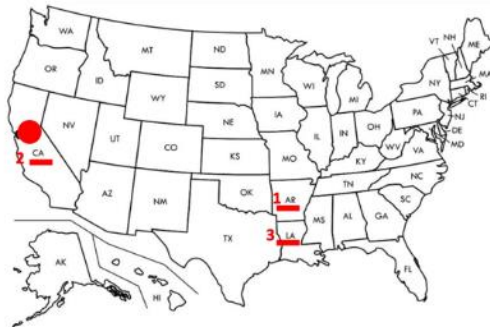 WA
MT
ND
MN
VT
NH
ME
OR
ID
SD
WI
MI
NY
MA
RI
CT
WY
IA
NE
PA
NJ
NV
UT
CO
IL
IN
OH
DE
MD
2
CA
KS
MO
WV
VA
KY
NC
AZ
NM
OK
1
AR
TN
SC
MS
AL
GA
TX
3
LA
AK
HI
FL